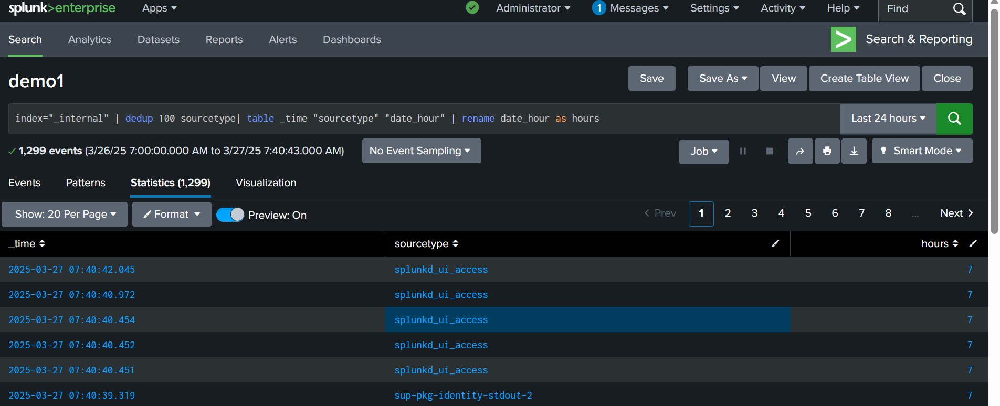 splunk>enterprise Apps Administrator 1 Messages Settings Activity Help Find
Search Analytics Datasets Reports Alerts Dashboards > Search & Reporting
demo1 Save Save As View Create Table View Close
index="_internal" | dedup 100 sourcetype| table _time "sourcetype" "date_hour" | rename date_hour as hours Last 24 hours
1,299 events (3/26/25 7:00:00.000 AM to 3/27/25 7:40:43.000 AM) No Event Sampling Job Smart Mode
Events Patterns Statistics (1,299) Visualization
Show: 20 Per Page Format Preview: On < Prev 1 2 3 4 5 6 7 8 ... Next >
_time sourcetype hours
2025-03-27 07:40:42.045 splunkd_ui_access 7
2025-03-27 07:40:40.972 splunkd_ui_access 7
2025-03-27 07:40:40.454 splunkd_ui_access 7
2025-03-27 07:40:40.452 splunkd_ui_access 7
2025-03-27 07:40:40.451 splunkd_ui_access 7
2025-03-27 07:40:39.319 sup-pkg-identity-stdout-2 7